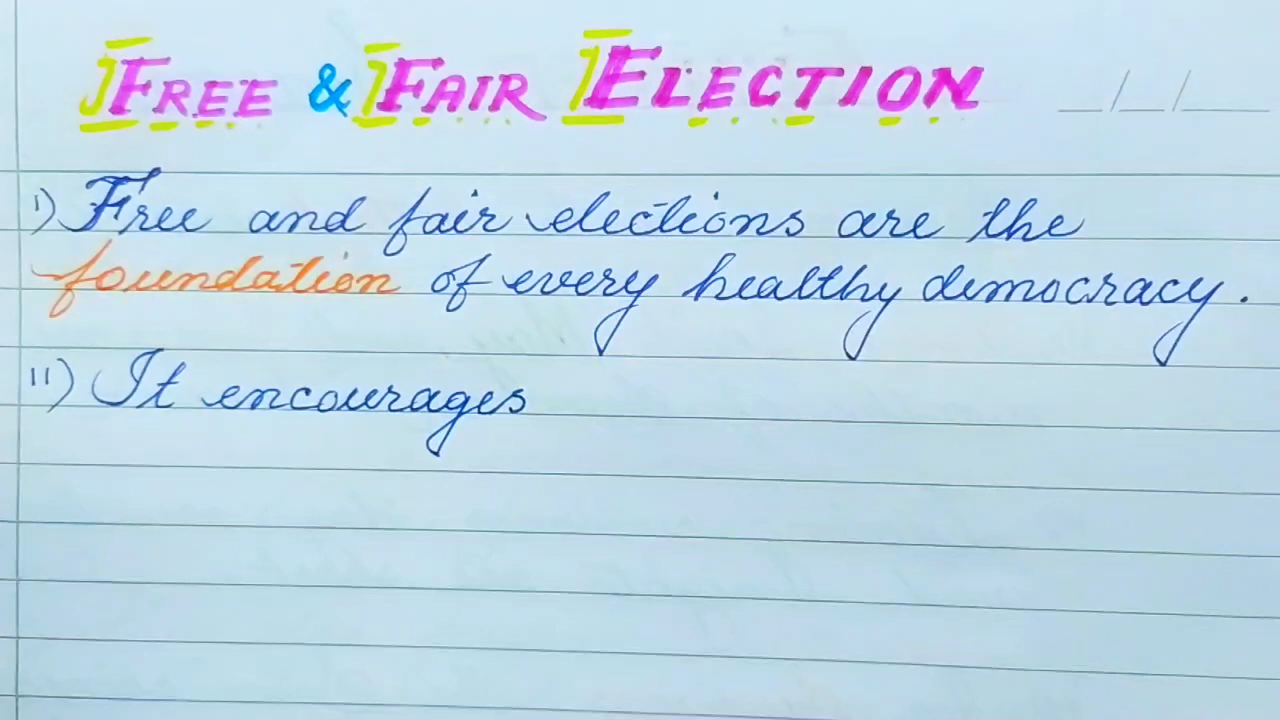 FREE & FAIR ELECTION _/_/_
i) Free and fair elections are the
foundation of every healthy democracy.
ii) It encourages